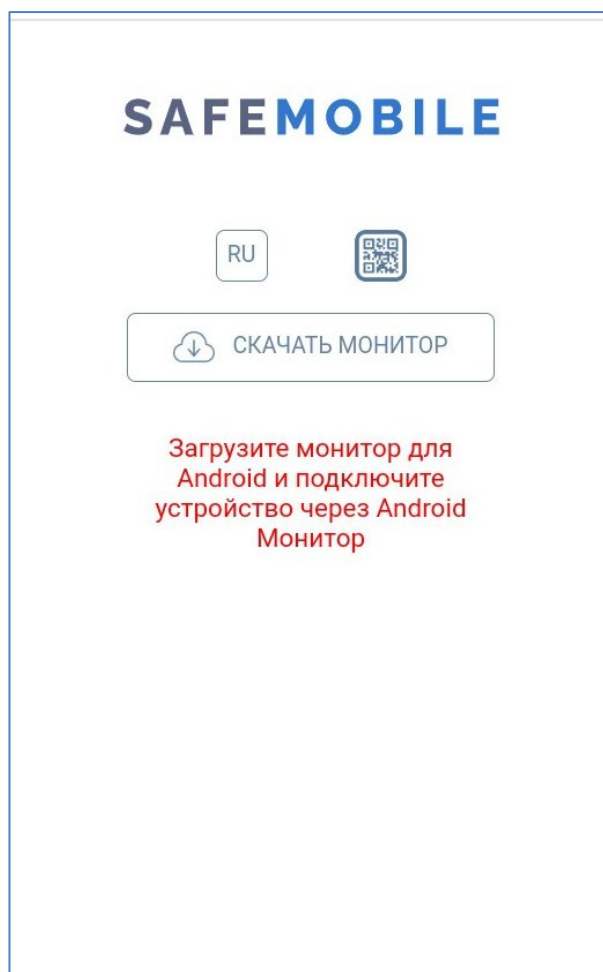 SAFEMOBILE
RU
СКАЧАТЬ МОНИТОР
Загрузите монитор для
Android и подключите
устройство через Android
Монитор